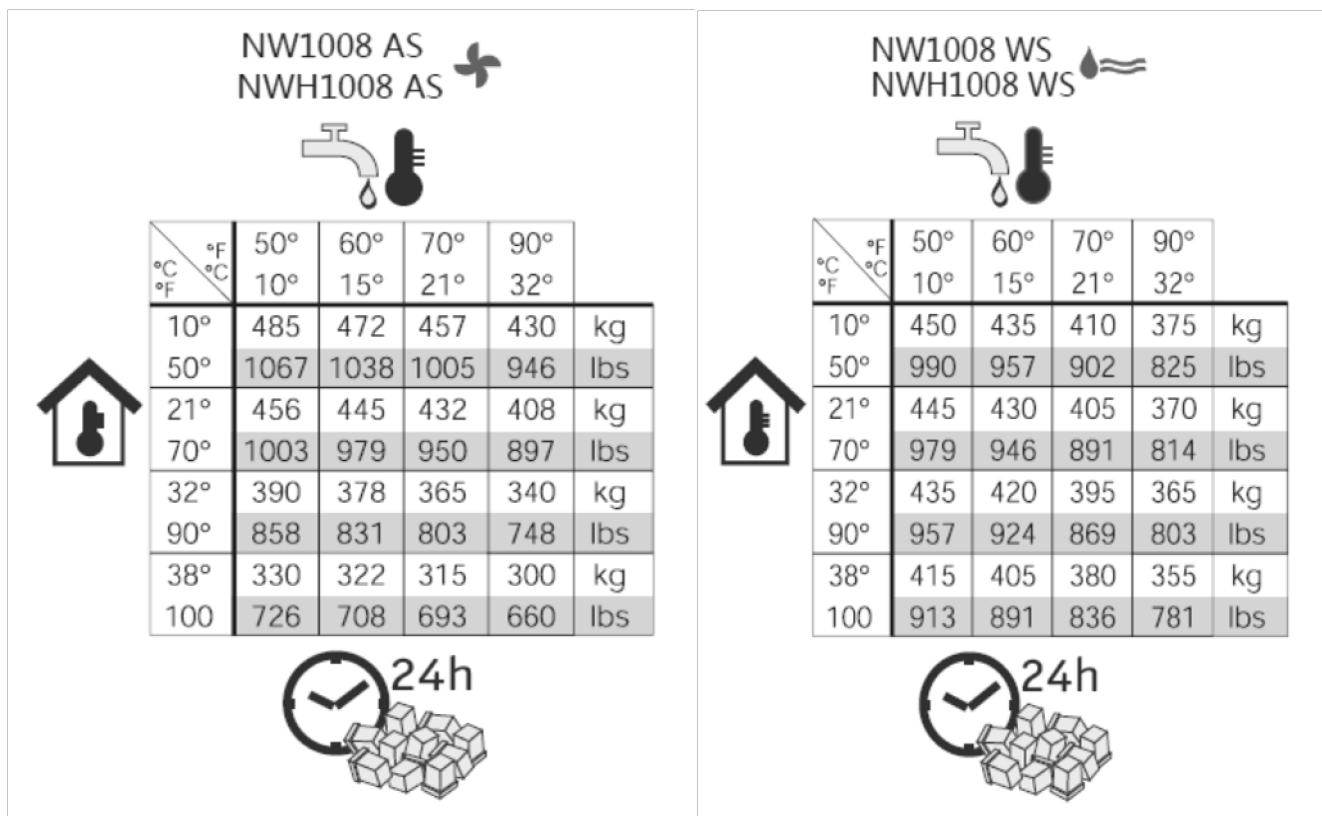 NW1008 AS
NWH1008 AS
°F 50° 60° 70° 90°
°C °C 10° 15° 21° 32°
°F
10° 485 472 457 430 kg
50° 1067 1038 1005 946 lbs
21° 456 445 432 408 kg
70° 1003 979 950 897 lbs
32° 390 378 365 340 kg
90° 858 831 803 748 lbs
38° 330 322 315 300 kg
100 726 708 693 660 lbs
24h
NW1008 WS
NWH1008 WS
°F 50° 60° 70° 90°
°C °C 10° 15° 21° 32°
°F
10° 450 435 410 375 kg
50° 990 957 902 825 lbs
21° 445 430 405 370 kg
70° 979 946 891 814 lbs
32° 435 420 395 365 kg
90° 957 924 869 803 lbs
38° 415 405 380 355 kg
100 913 891 836 781 lbs
24h